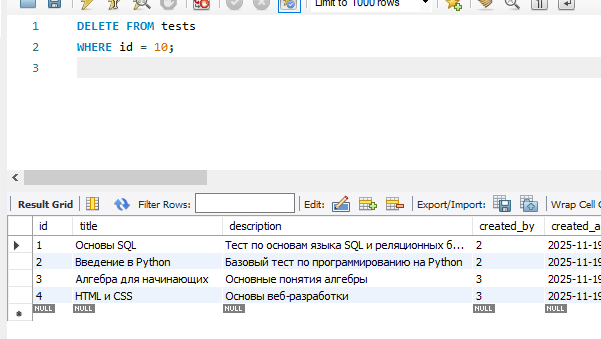 Limit to 1000 rows
1 DELETE FROM tests
2 WHERE id = 10;
3
Result Grid Filter Rows: Edit: Export/Import: Wrap Cell C
id title description created_by created_a
1 Основы SQL Тест по основам языка SQL и реляционных б... 2 2025-11-19
2 Введение в Python Базовый тест по программированию на Python 2 2025-11-19
3 Алгебра для начинающих Основные понятия алгебры 3 2025-11-19
4 HTML и CSS Основы веб-разработки 3 2025-11-19
NULL NULL NULL NULL NULL